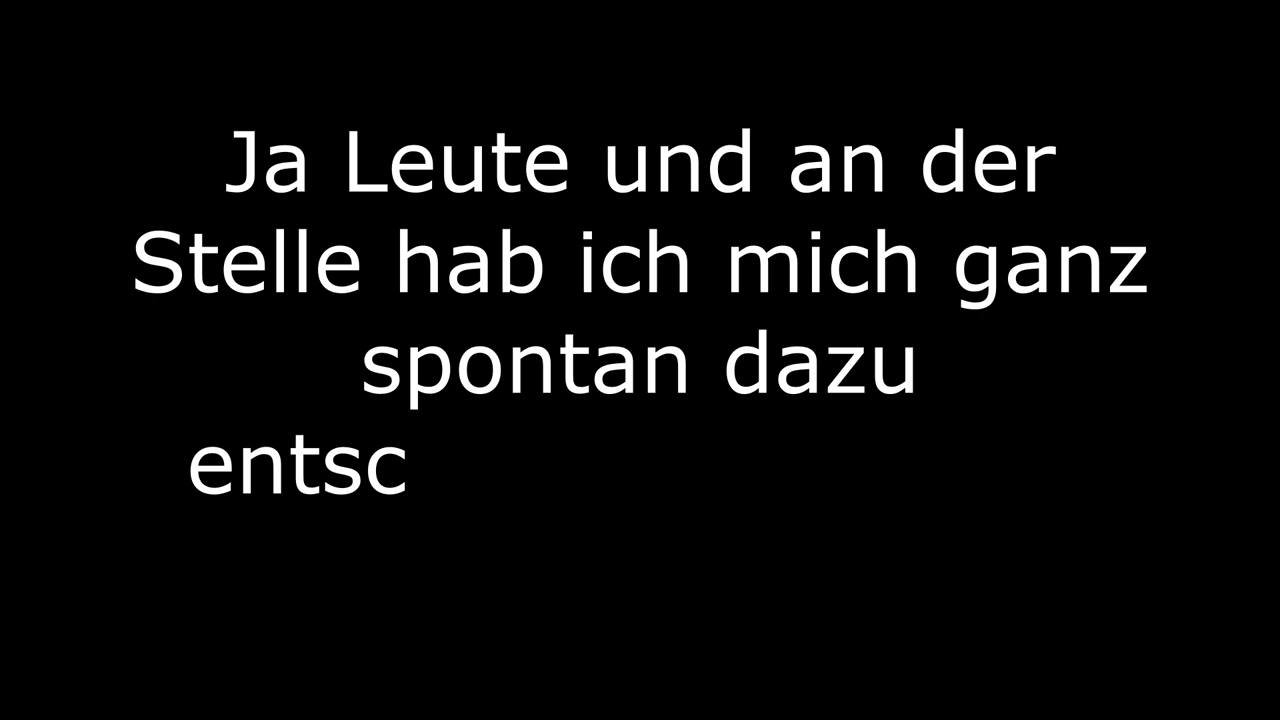 Ja Leute und an der
Stelle hab ich mich ganz
spontan dazu
entsc